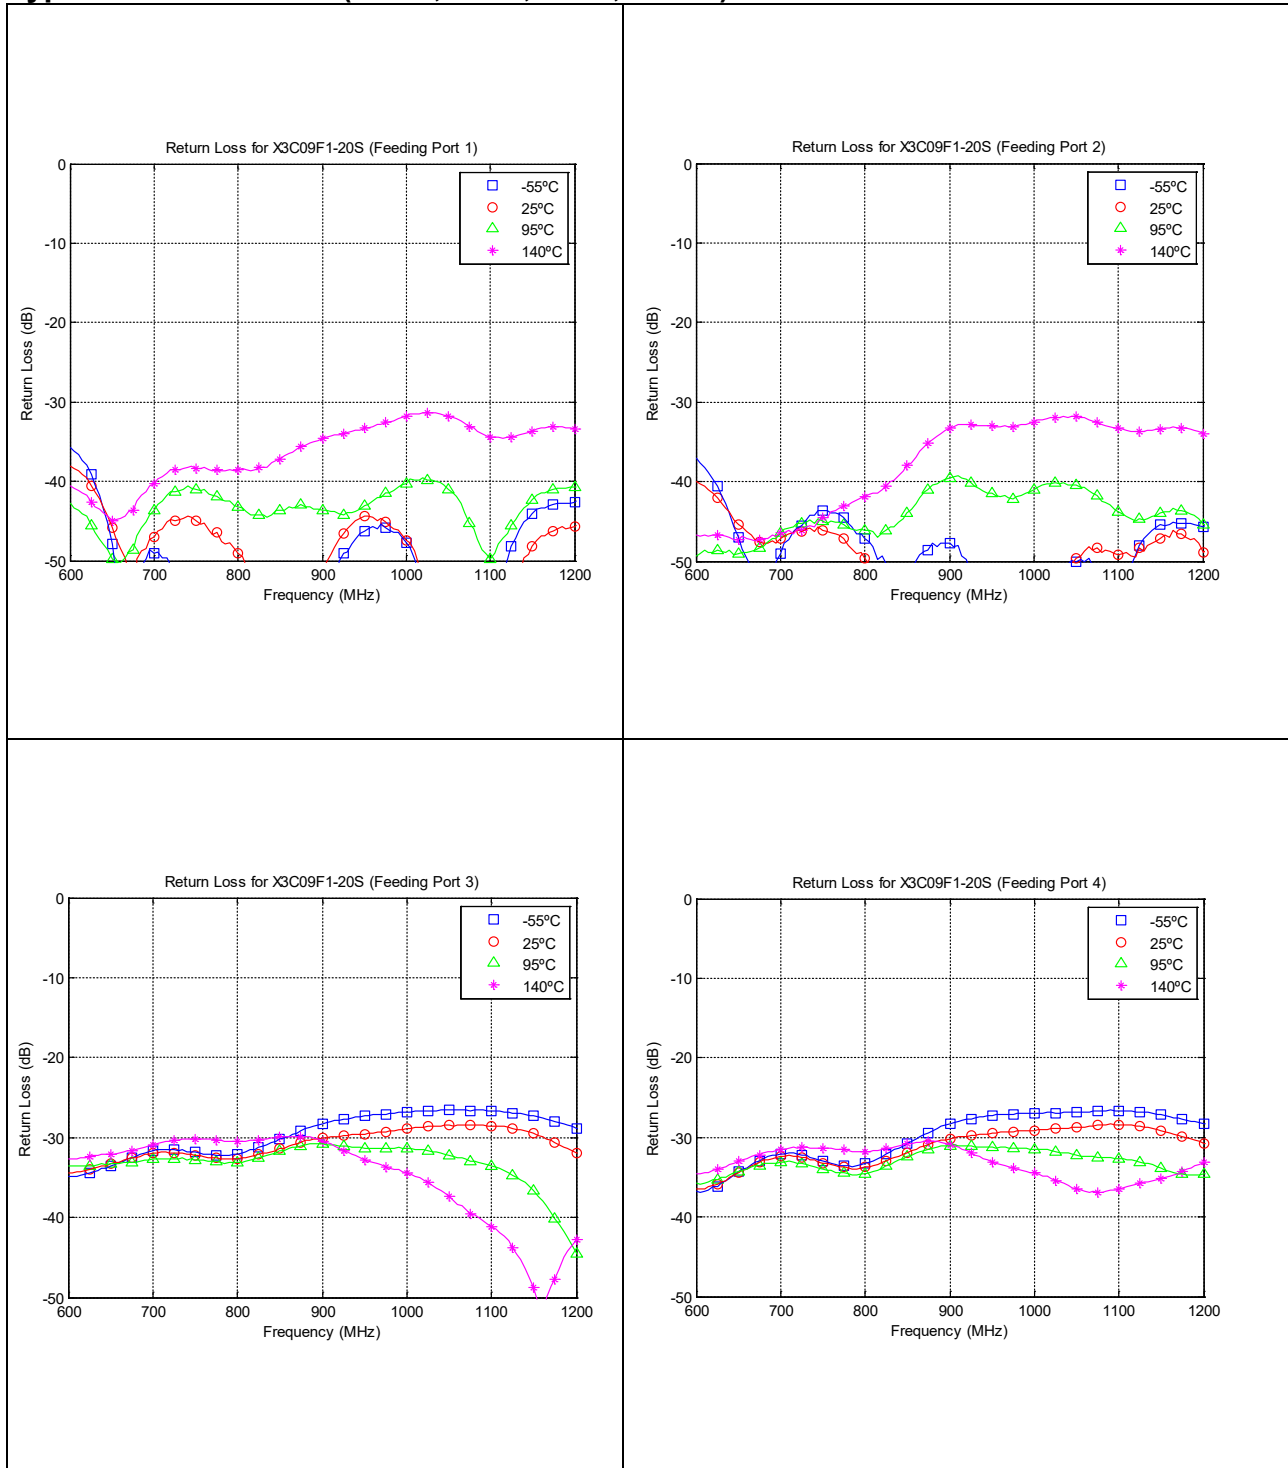 Return Loss for X3C09F1-20S (Feeding Port 1)
0
-10
-20
-30
-40
-50
Return Loss (dB)
-55ºC
25ºC
95ºC
140ºC
600 700 800 900 1000 1100 1200
Frequency (MHz)
Return Loss for X3C09F1-20S (Feeding Port 2)
0
-10
-20
-30
-40
-50
Return Loss (dB)
-55ºC
25ºC
95ºC
140ºC
600 700 800 900 1000 1100 1200
Frequency (MHz)
Return Loss for X3C09F1-20S (Feeding Port 3)
0
-10
-20
-30
-40
-50
Return Loss (dB)
-55ºC
25ºC
95ºC
140ºC
600 700 800 900 1000 1100 1200
Frequency (MHz)
Return Loss for X3C09F1-20S (Feeding Port 4)
0
-10
-20
-30
-40
-50
Return Loss (dB)
-55ºC
25ºC
95ºC
140ºC
600 700 800 900 1000 1100 1200
Frequency (MHz)